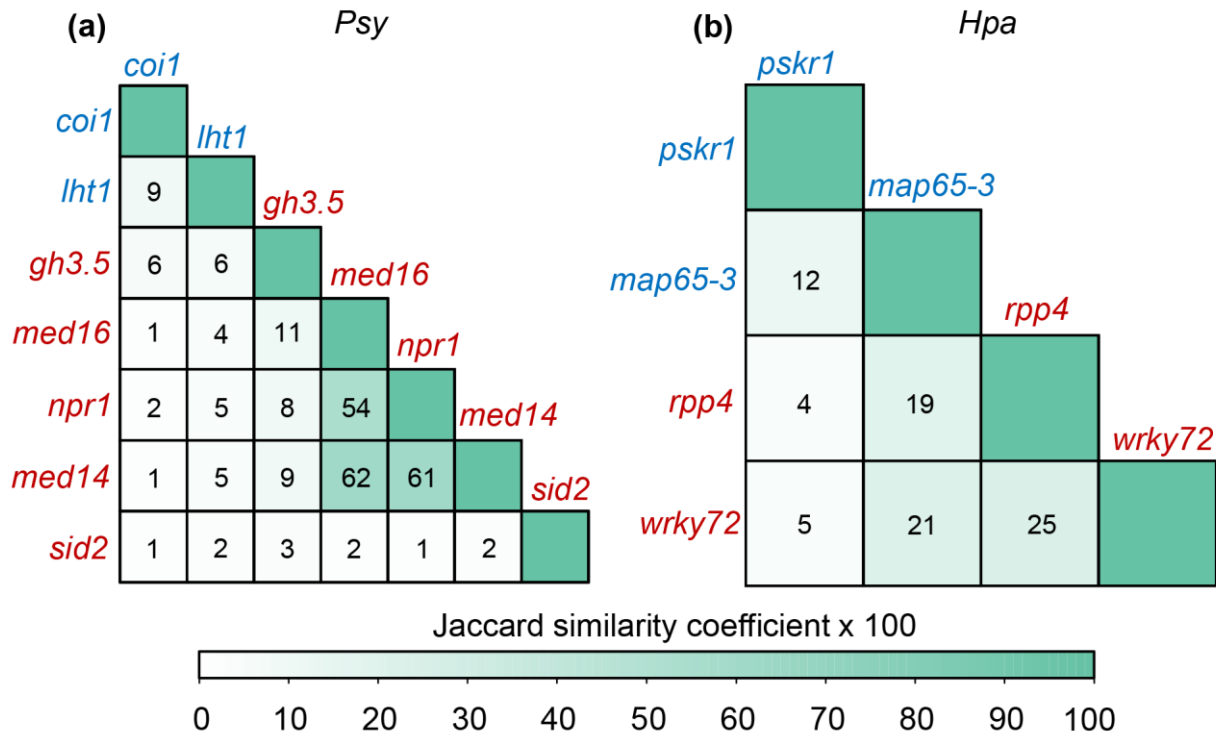 (a) Psy
coi1
coi1 lht1
lht1 9 gh3.5
gh3.5 6 6 med16
med16 1 4 11 npr1
npr1 2 5 8 54 med14
med14 1 5 9 62 61 sid2
sid2 1 2 3 2 1 2
(b) Hpa
pskr1
pskr1 map65-3
map65-3 12 rpp4
rpp4 4 19 wrky72
wrky72 5 21 25
Jaccard similarity coefficient x 100
0 10 20 30 40 50 60 70 80 90 100